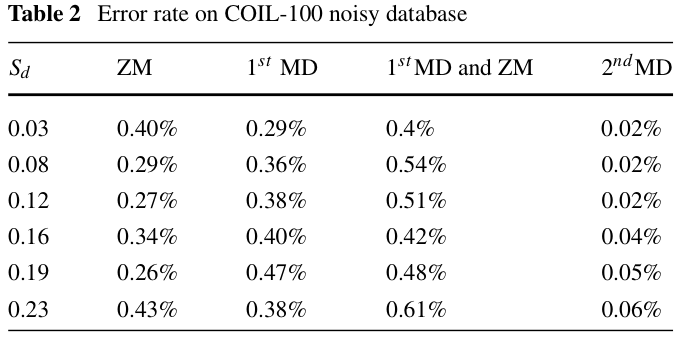 Table 2 Error rate on COIL-100 noisy database
S_d ZM 1^st MD 1^st MD and ZM 2^nd MD
0.03 0.40% 0.29% 0.4% 0.02%
0.08 0.29% 0.36% 0.54% 0.02%
0.12 0.27% 0.38% 0.51% 0.02%
0.16 0.34% 0.40% 0.42% 0.04%
0.19 0.26% 0.47% 0.48% 0.05%
0.23 0.43% 0.38% 0.61% 0.06%